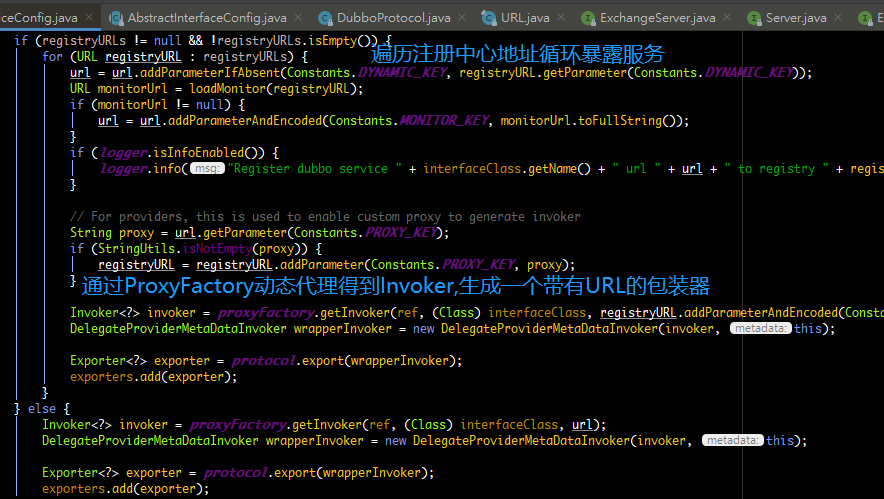 ceConfig.java × AbstractInterfaceConfig.java × DubboProtocol.java × URL.java × ExchangeServer.java × Server.java × E
if (registryURLs != null && !registryURLs.isEmpty()) {
for (URL registryURL : registryURLs) { 遍历注册中心地址循环暴露服务
url = url.addParameterIfAbsent(Constants.DYNAMIC_KEY, registryURL.getParameter(Constants.DYNAMIC_KEY));
URL monitorUrl = loadMonitor(registryURL);
if (monitorUrl != null) {
url = url.addParameterAndEncoded(Constants.MONITOR_KEY, monitorUrl.toFullString());
}
if (logger.isInfoEnabled()) {
logger.info( msg: "Register dubbo service " + interfaceClass.getName() + " url " + url + " to registry " + regis
}
// For providers, this is used to enable custom proxy to generate invoker
String proxy = url.getParameter(Constants.PROXY_KEY);
if (StringUtils.isNotEmpty(proxy)) {
registryURL = registryURL.addParameter(Constants.PROXY_KEY, proxy);
} 通过ProxyFactory动态代理得到Invoker,生成一个带有URL的包装器
Invoker<?> invoker = proxyFactory.getInvoker(ref, (Class) interfaceClass, registryURL.addParameterAndEncoded(Consta
DelegateProviderMetaDataInvoker wrapperInvoker = new DelegateProviderMetaDataInvoker(invoker, metadata: this);
Exporter<?> exporter = protocol.export(wrapperInvoker);
exporters.add(exporter);
}
} else {
Invoker<?> invoker = proxyFactory.getInvoker(ref, (Class) interfaceClass, url);
DelegateProviderMetaDataInvoker wrapperInvoker = new DelegateProviderMetaDataInvoker(invoker, metadata: this);
Exporter<?> exporter = protocol.export(wrapperInvoker);
exporters.add(exporter);